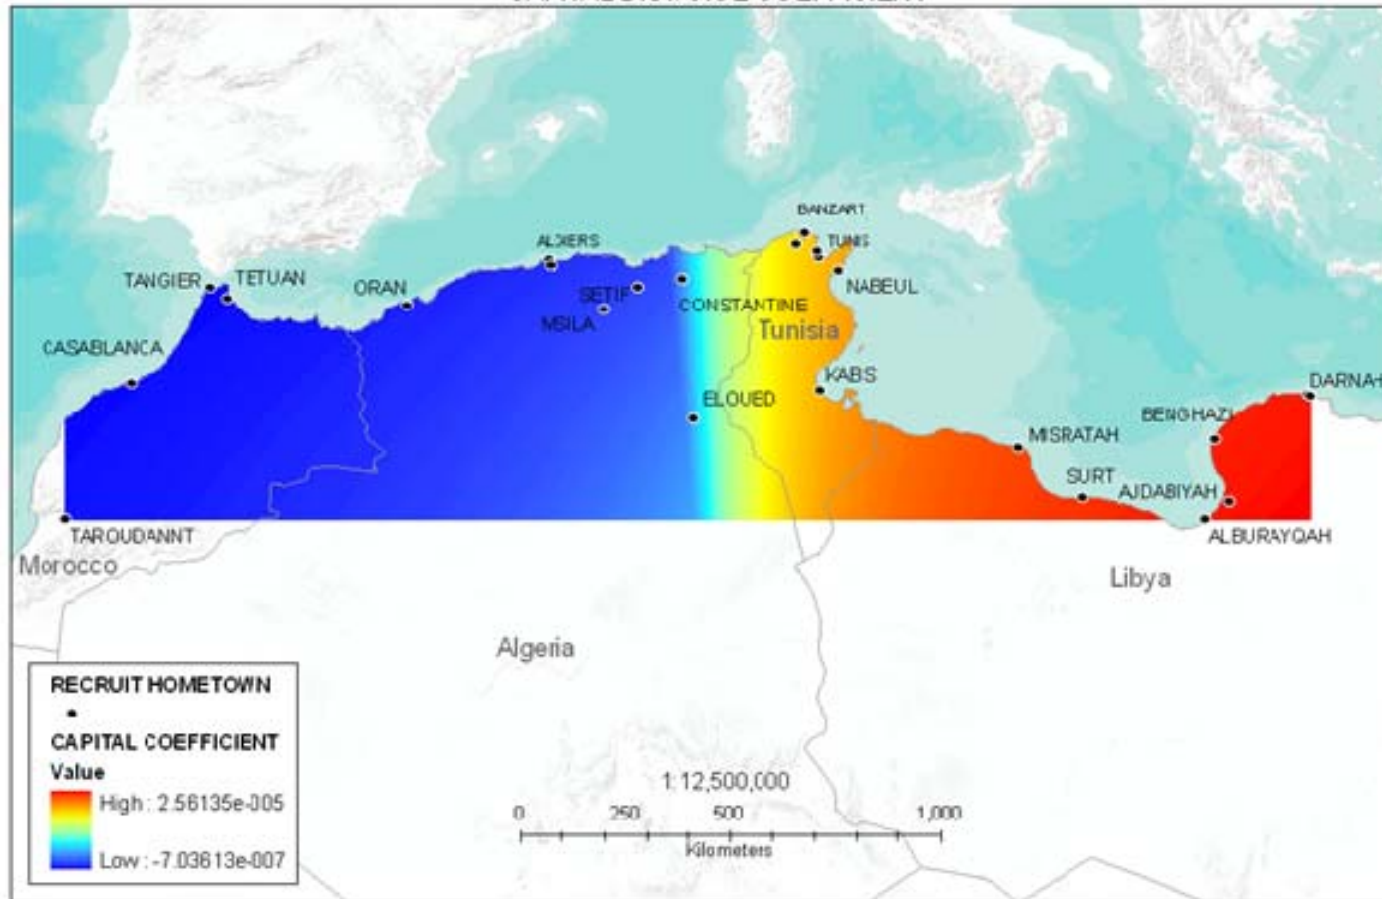 BANZART
ALGIERS
TUNIS
TANGIER
TETUAN
ORAN
SETIF
CONSTANTINE
NABEUL
MSILA
Tunisia
CASABLANCA
KABS
ELOUED
DARNAH
BENGHAZI
MISRATAH
SURT
AJDABIYAH
TAROUDANNT
ALBURAYQAH
Morocco
Libya
Algeria
RECRUIT HOMETOWN
CAPITAL COEFFICIENT
Value
High : 2.56135e-005
Low : -7.03613e-007
1:12,500,000
0 250 500 1,000
Kilometers